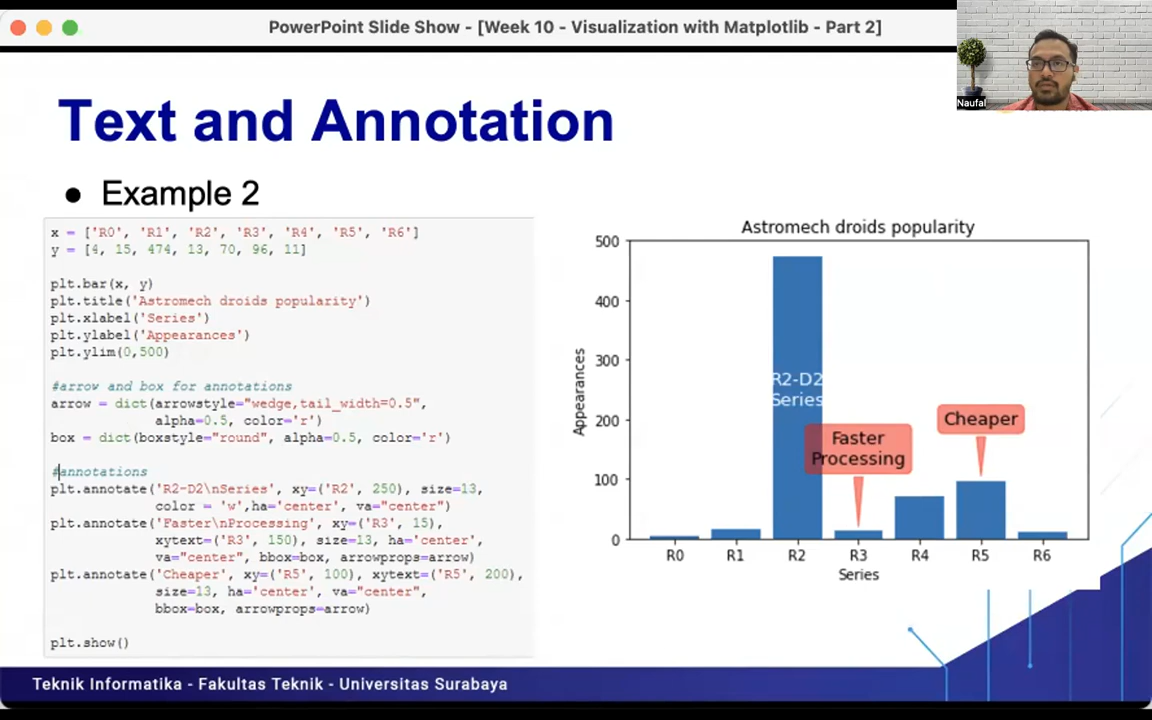 PowerPoint Slide Show - [Week 10 - Visualization with Matplotlib - Part 2]
Naufal
Text and Annotation
● Example 2
x = ['R0', 'R1', 'R2', 'R3', 'R4', 'R5', 'R6']
y = [4, 15, 474, 13, 70, 96, 11]
plt.bar(x, y)
plt.title('Astromech droids popularity')
plt.xlabel('Series')
plt.ylabel('Appearances')
plt.ylim(0,500)
#arrow and box for annotations
arrow = dict(arrowstyle="wedge,tail_width=0.5",
alpha=0.5, color='r')
box = dict(boxstyle="round", alpha=0.5, color='r')
#annotations
plt.annotate('R2-D2\nSeries', xy=('R2', 250), size=13,
color = 'w',ha='center', va="center")
plt.annotate('Faster\nProcessing', xy=('R3', 15),
xytext=('R3', 150), size=13, ha='center',
va="center", bbox=box, arrowprops=arrow)
plt.annotate('Cheaper', xy=('R5', 100), xytext=('R5', 200),
size=13, ha='center', va="center",
bbox=box, arrowprops=arrow)
plt.show()
Astromech droids popularity
500
400
300
200
100
0
Appearances
R2-D2
Series
Faster
Processing
Cheaper
R0 R1 R2 R3 R4 R5 R6
Series
Teknik Informatika - Fakultas Teknik - Universitas Surabaya